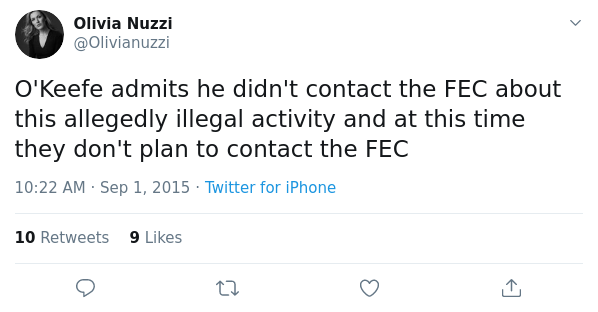 Olivia Nuzzi
@Olivianuzzi
O'Keefe admits he didn't contact the FEC about
this allegedly illegal activity and at this time
they don't plan to contact the FEC
10:22 AM · Sep 1, 2015 · Twitter for iPhone
10 Retweets 9 Likes